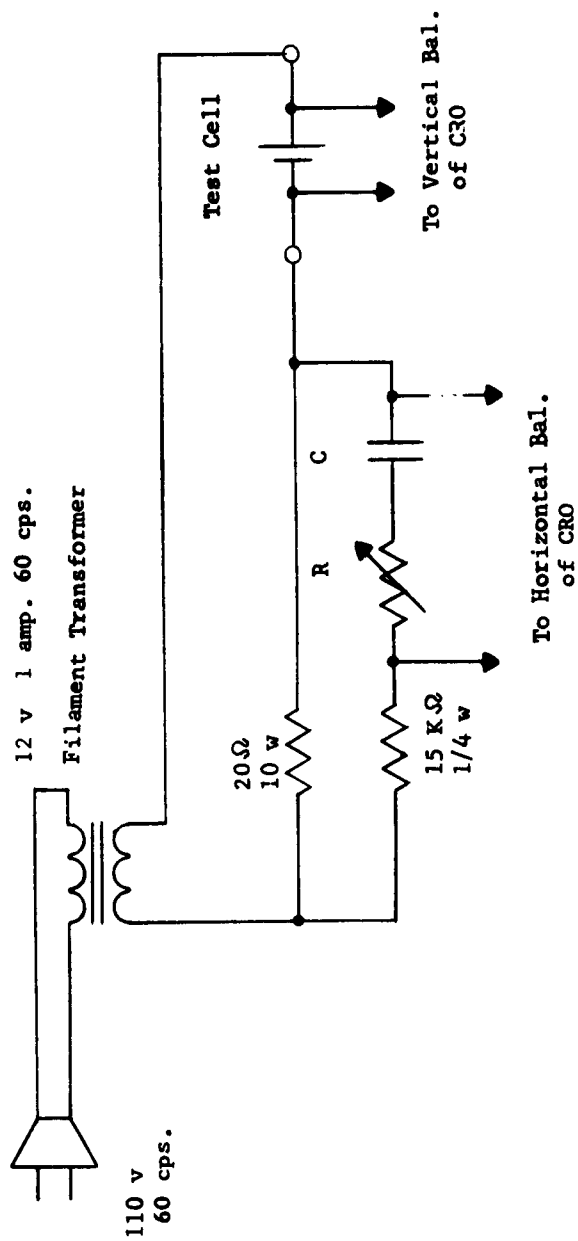 12 v 1 amp. 60 cps.
Filament Transformer
110 v
60 cps.
20Ω
10 w
15 KΩ
1/4 w
R
C
Test Cell
To Vertical Bal.
of CRO
To Horizontal Bal.
of CRO